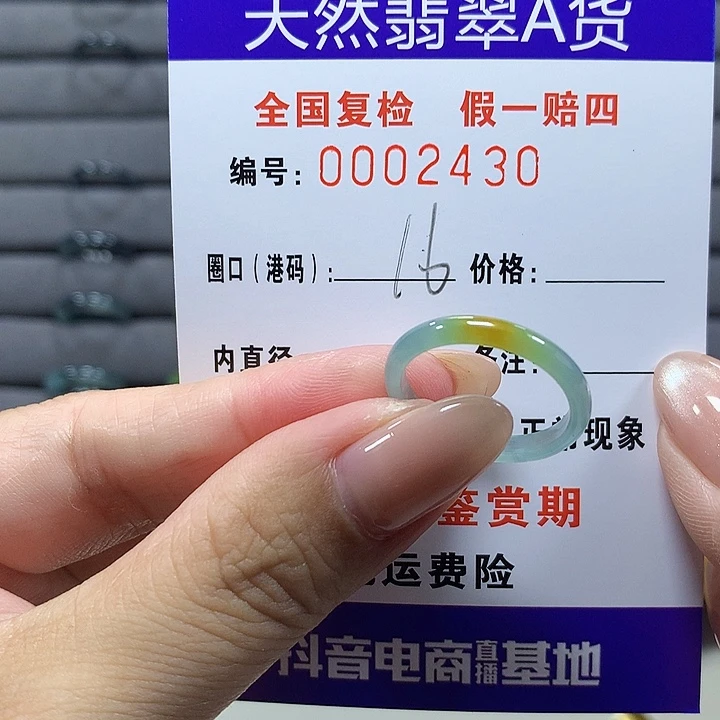 天然翡翠A货
全国复检 假一赔四
编号: 0002430
圈口(港码): 16 价格:
内直径 备注:
现象
鉴赏期
运费险
抖音电商直播基地